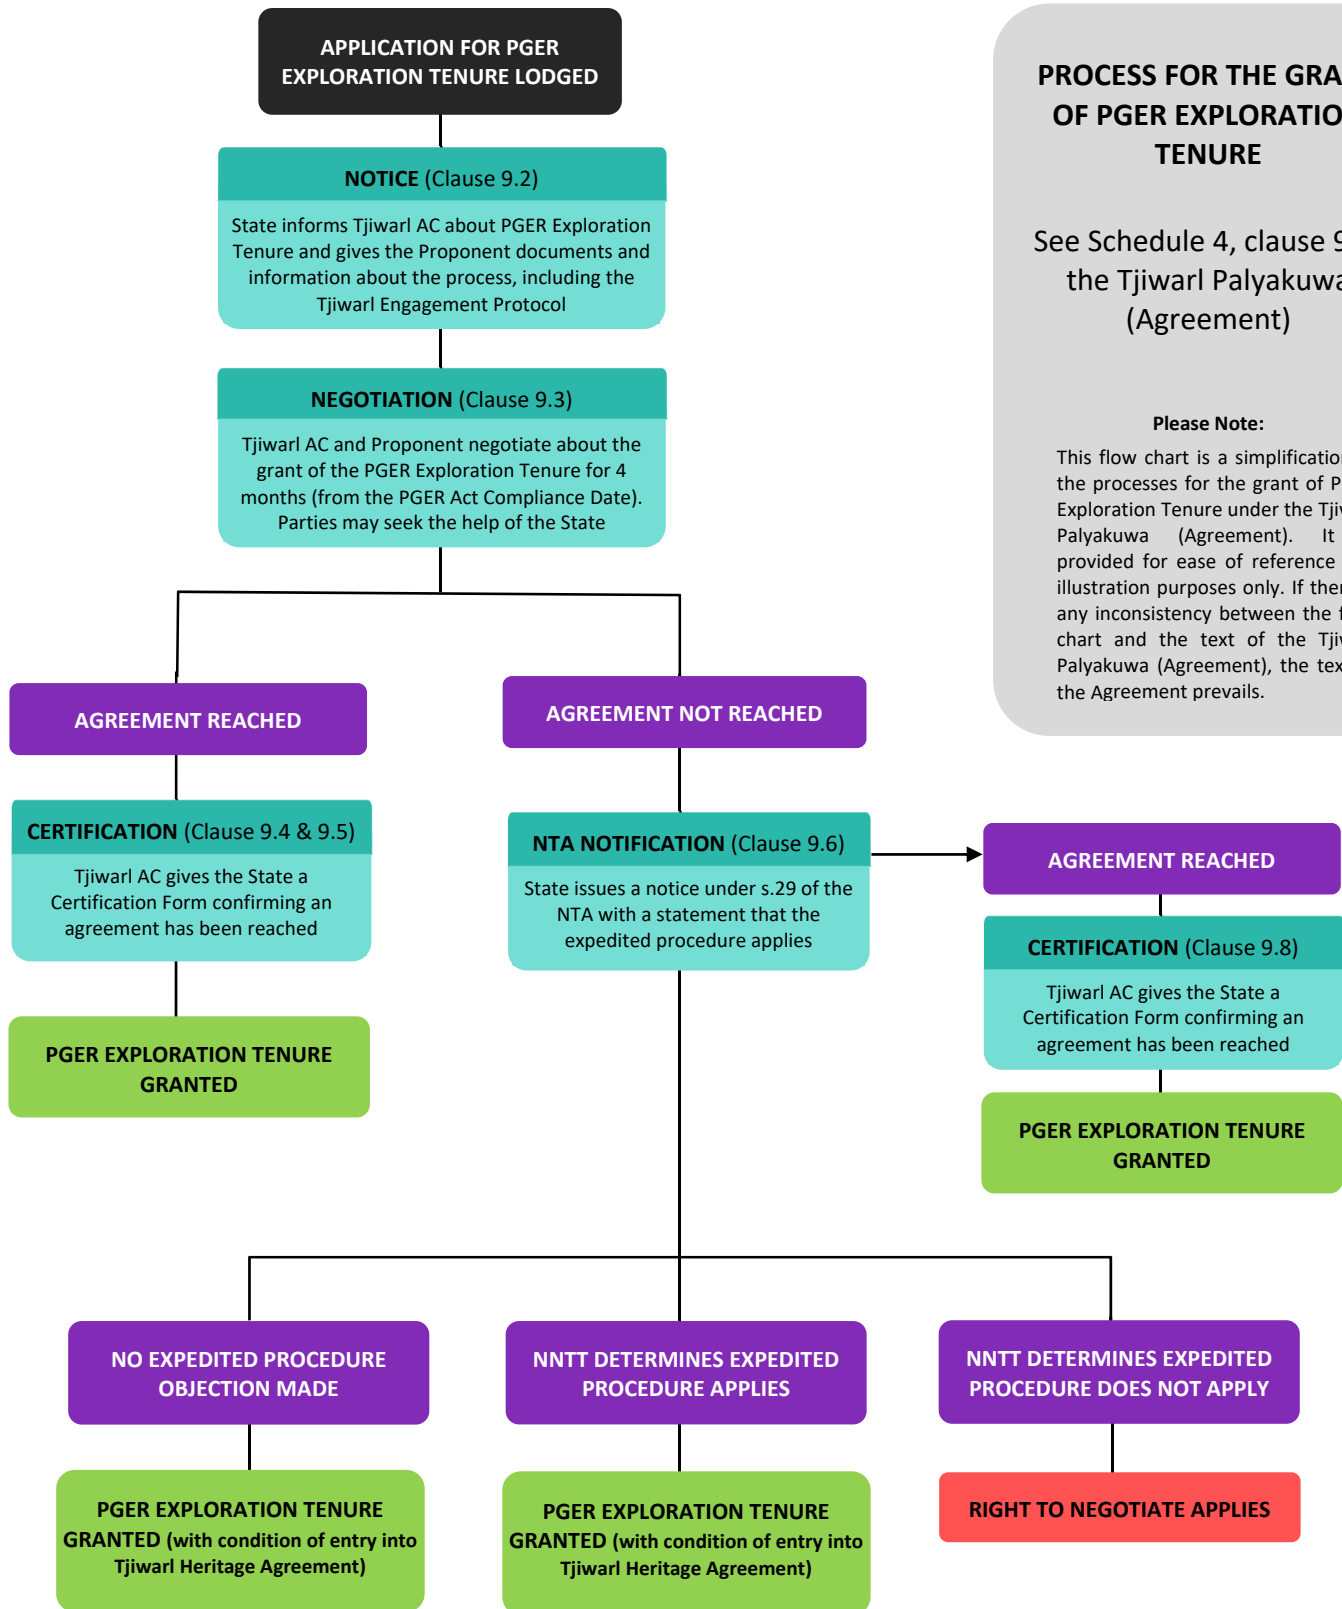 APPLICATION FOR PGER
EXPLORATION TENURE LODGED
NOTICE (Clause 9.2)
State informs Tjiwarl AC about PGER Exploration
Tenure and gives the Proponent documents and
information about the process, including the
Tjiwarl Engagement Protocol
NEGOTIATION (Clause 9.3)
Tjiwarl AC and Proponent negotiate about the
grant of the PGER Exploration Tenure for 4
months (from the PGER Act Compliance Date).
Parties may seek the help of the State
PROCESS FOR THE GRA
OF PGER EXPLORATIO
TENURE
See Schedule 4, clause 9
the Tjiwarl Palyakuwa
(Agreement)
Please Note:
This flow chart is a simplification
the processes for the grant of P
Exploration Tenure under the Tjiw
Palyakuwa (Agreement). It
provided for ease of reference
illustration purposes only. If ther
any inconsistency between the f
chart and the text of the Tjiw
Palyakuwa (Agreement), the tex
the Agreement prevails.
AGREEMENT REACHED
AGREEMENT NOT REACHED
CERTIFICATION (Clause 9.4 & 9.5)
Tjiwarl AC gives the State a
Certification Form confirming an
agreement has been reached
PGER EXPLORATION TENURE
GRANTED
NTA NOTIFICATION (Clause 9.6)
State issues a notice under s.29 of the
NTA with a statement that the
expedited procedure applies
AGREEMENT REACHED
CERTIFICATION (Clause 9.8)
Tjiwarl AC gives the State a
Certification Form confirming an
agreement has been reached
PGER EXPLORATION TENURE
GRANTED
NO EXPEDITED PROCEDURE
OBJECTION MADE
PGER EXPLORATION TENURE
GRANTED (with condition of entry into
Tjiwarl Heritage Agreement)
NNTT DETERMINES EXPEDITED
PROCEDURE APPLIES
PGER EXPLORATION TENURE
GRANTED (with condition of entry into
Tjiwarl Heritage Agreement)
NNTT DETERMINES EXPEDITED
PROCEDURE DOES NOT APPLY
RIGHT TO NEGOTIATE APPLIES